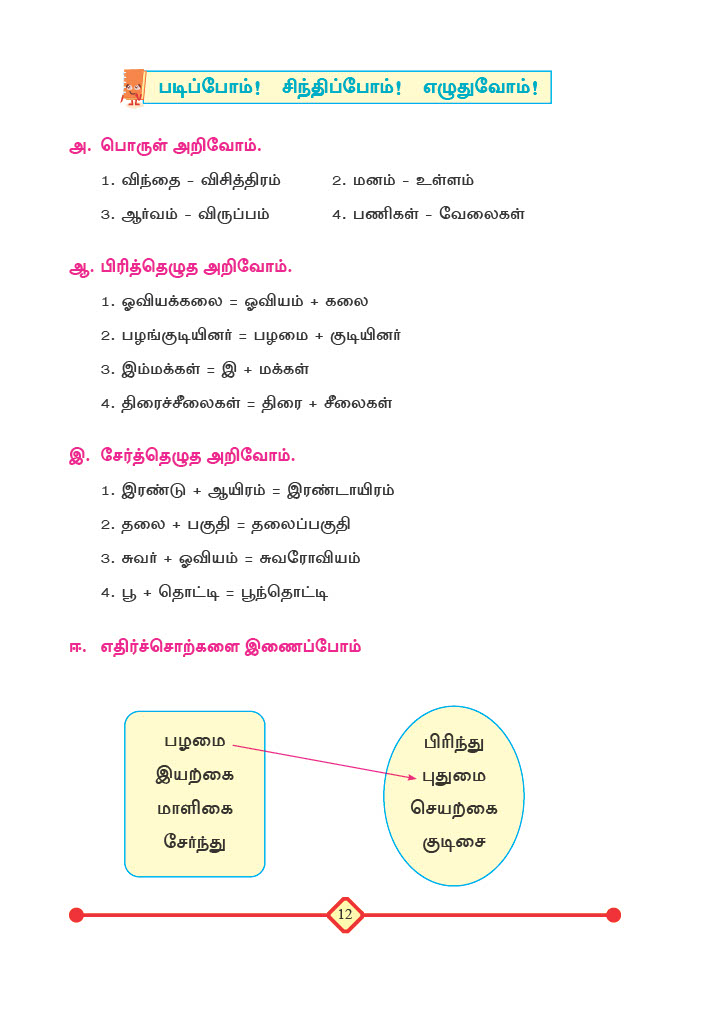 படிப்போம்! சிந்திப்போம்! எழுதுவோம்!
அ. பொருள் அறிவோம்.
1. விந்தை - விசித்திரம் 2. மனம் - உள்ளம்
3. ஆர்வம் - விருப்பம் 4. பணிகள் - வேலைகள்
ஆ. பிரித்தெழுத அறிவோம்.
1. ஓவியக்கலை = ஓவியம் + கலை
2. பழங்குடியினர் = பழமை + குடியினர்
3. இம்மக்கள் = இ + மக்கள்
4. திரைச்சீலைகள் = திரை + சீலைகள்
இ. சேர்த்தெழுத அறிவோம்.
1. இரண்டு + ஆயிரம் = இரண்டாயிரம்
2. தலை + பகுதி = தலைப்பகுதி
3. சுவர் + ஓவியம் = சுவரோவியம்
4. பூ + தொட்டி = பூந்தொட்டி
ஈ. எதிர்ச்சொற்களை இணைப்போம்
பழமை
இயற்கை
மாளிகை
சேர்ந்து
பிரிந்து
புதுமை
செயற்கை
குடிசை
12